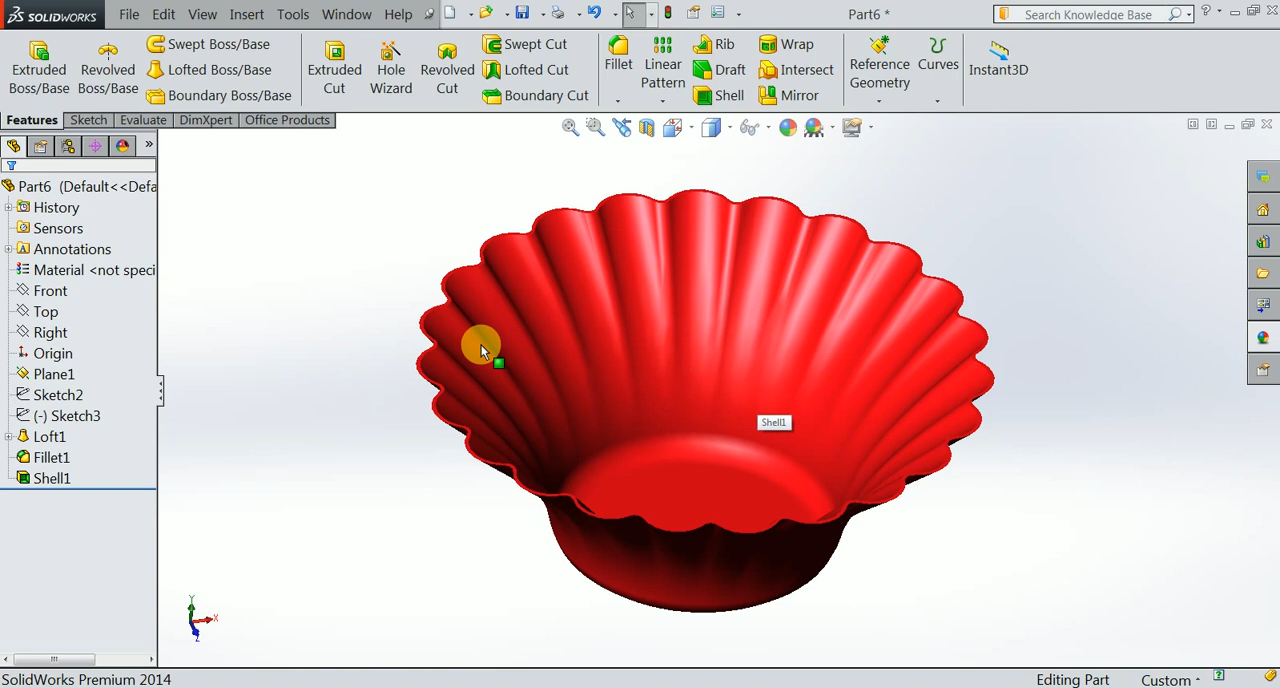 SOLIDWORKS File Edit View Insert Tools Window Help Part6 * Search Knowledge Base ?
Extruded Boss/Base
Revolved Boss/Base
Swept Boss/Base
Lofted Boss/Base
Boundary Boss/Base
Extruded Cut
Hole Wizard
Revolved Cut
Swept Cut
Lofted Cut
Boundary Cut
Fillet
Linear Pattern
Rib
Draft
Shell
Wrap
Intersect
Mirror
Reference Geometry
Curves
Instant3D
Features Sketch Evaluate DimXpert Office Products
Part6 (Default<<Defa
History
Sensors
Annotations
Material <not speci
Front
Top
Right
Origin
Plane1
Sketch2
(-) Sketch3
Loft1
Fillet1
Shell1
Shell1
Y
X
Z
SolidWorks Premium 2014 Editing Part Custom ?